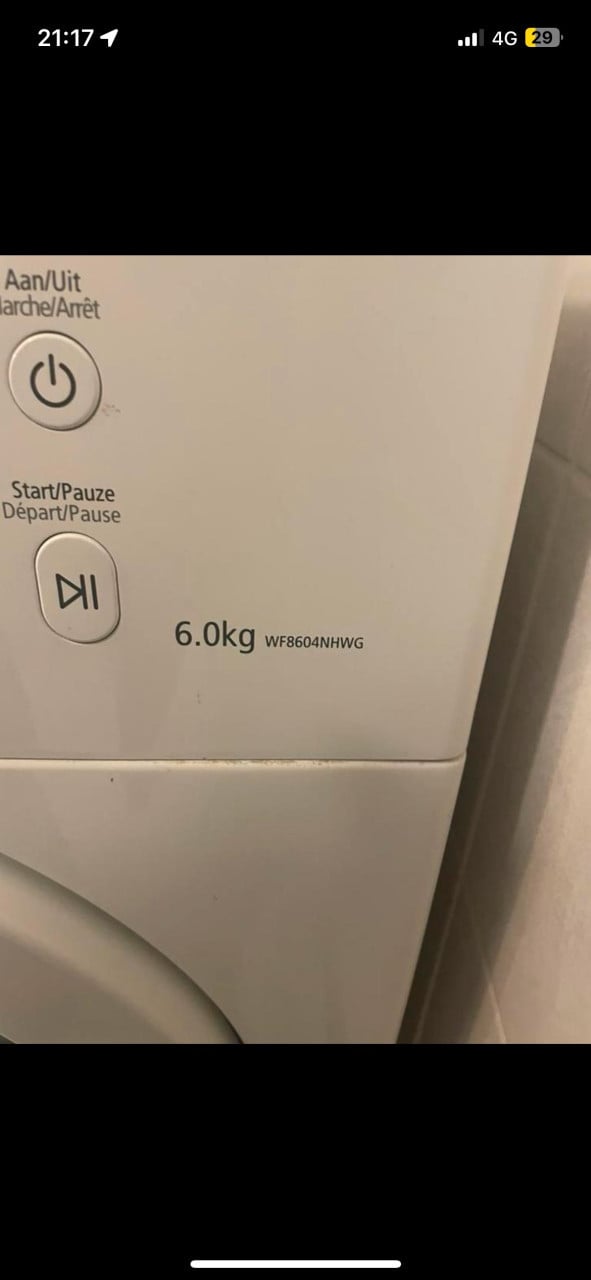 21:17
4G
29
Aan/Uit
arche/Arrêt
Start/Pauze
Départ/Pause
6.0kg WF8604NHWG